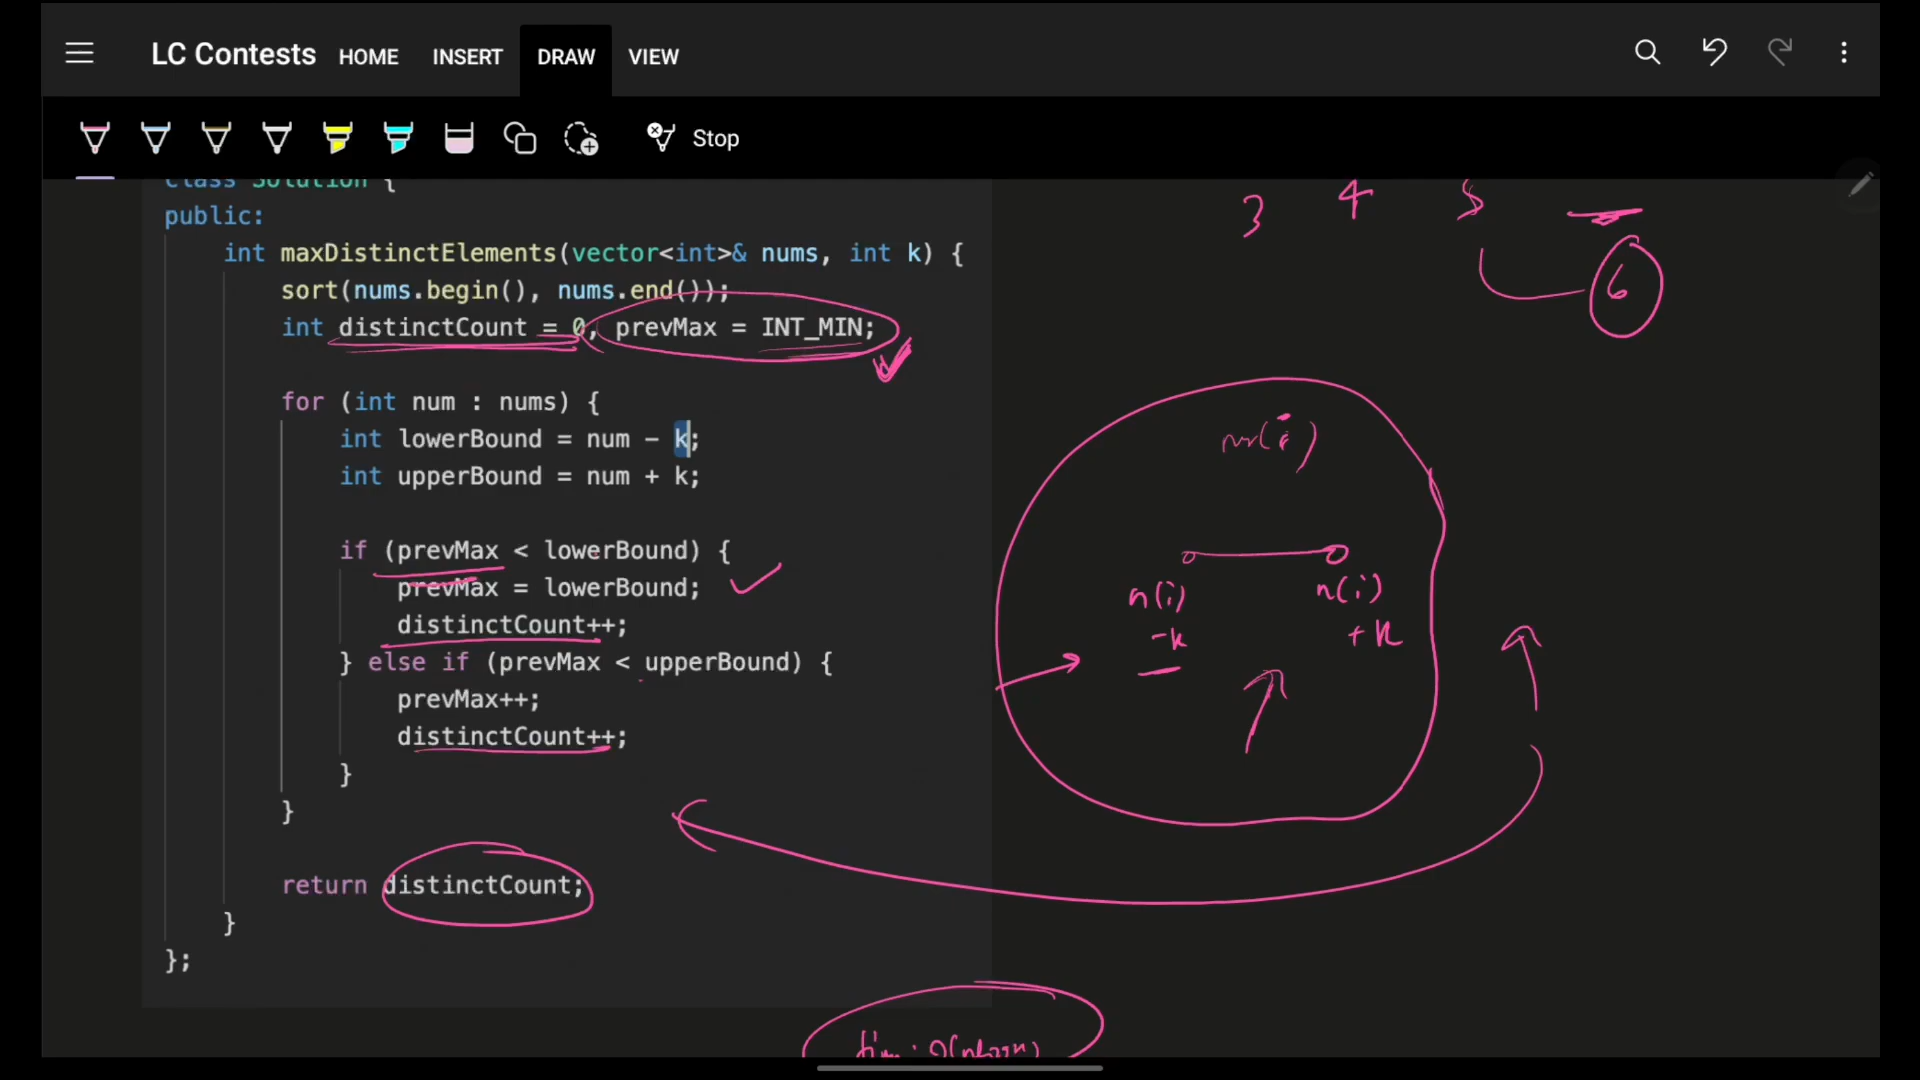 LC Contests HOME INSERT DRAW VIEW
Stop
class Solution {
public:
int maxDistinctElements(vector<int>& nums, int k) {
sort(nums.begin(), nums.end());
int distinctCount = 0, prevMax = INT_MIN;
for (int num : nums) {
int lowerBound = num - k;
int upperBound = num + k;
if (prevMax < lowerBound) {
prevMax = lowerBound;
distinctCount++;
} else if (prevMax < upperBound) {
prevMax++;
distinctCount++;
}
}
return distinctCount;
}
};
3 4 5
6
n(i) n(i)
-k +k